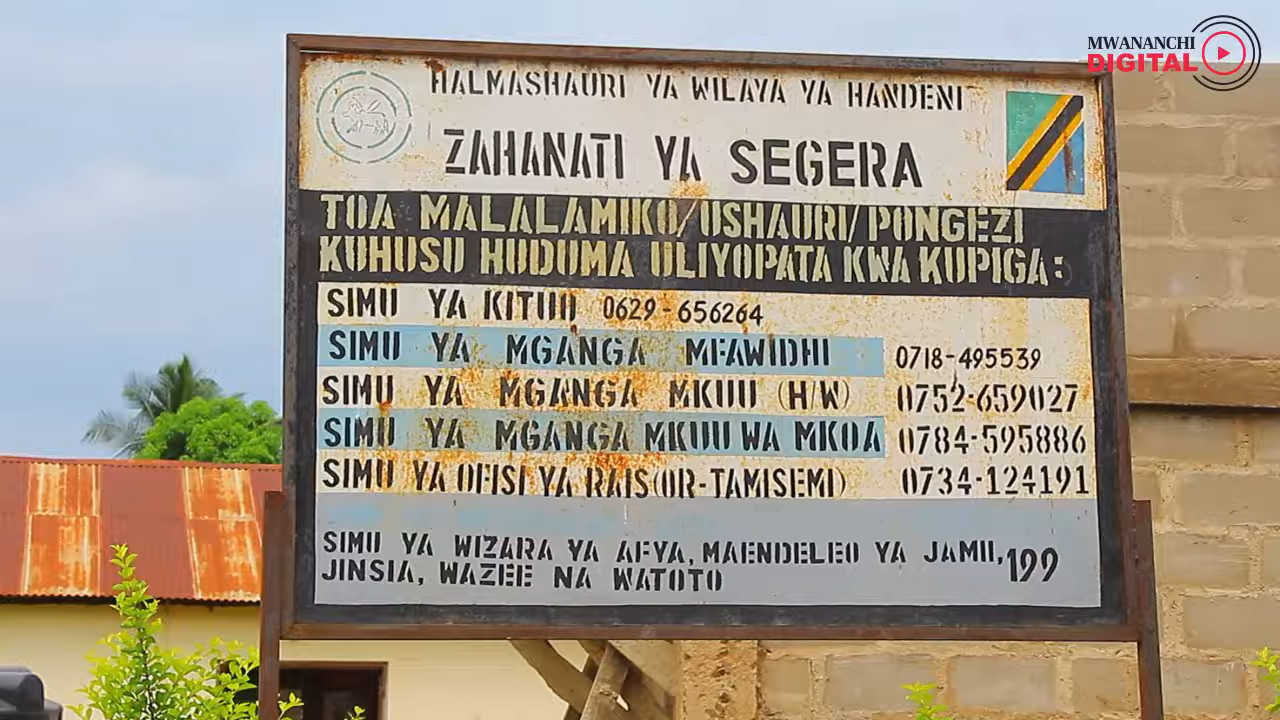 MWANANCHI
DIGITAL
HALMASHAURI YA WILAYA YA HANDENI
ZAHANATI YA SEGERA
TOA MALALAMIKO/USHAURI/PONGEZI
KUHUSU HUDUMA ULIYOPATA KWA KUPIGA:
SIMU YA KITUU 0629-656264
SIMU YA MGANGA MFAWIDHI 0718-495539
SIMU YA MGANGA MKUU (H/W) 0752-659027
SIMU YA MGANGA MKUU WA MKOA 0784-595886
SIMU YA OFISI YA RAIS(OR-TAMISEMI) 0734-124191
SIMU YA WIZARA YA AFYA, MAENDELEO YA JAMII, 199
JINSIA, WAZEE NA WATOTO